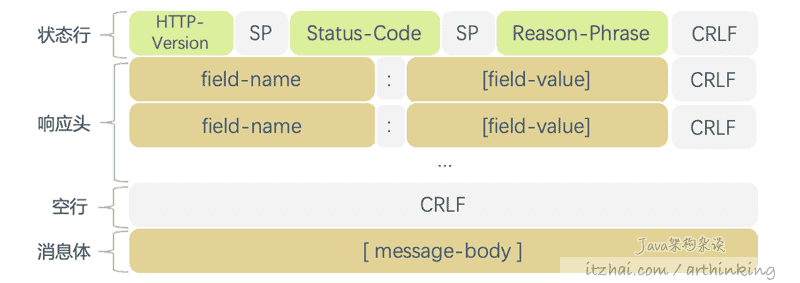 状态行 HTTP-Version SP Status-Code SP Reason-Phrase CRLF
响应头 field-name : [field-value] CRLF
field-name : [field-value] CRLF
...
空行 CRLF
消息体 [ message-body ]
Java架构杂谈
itzhai.com / arthinking